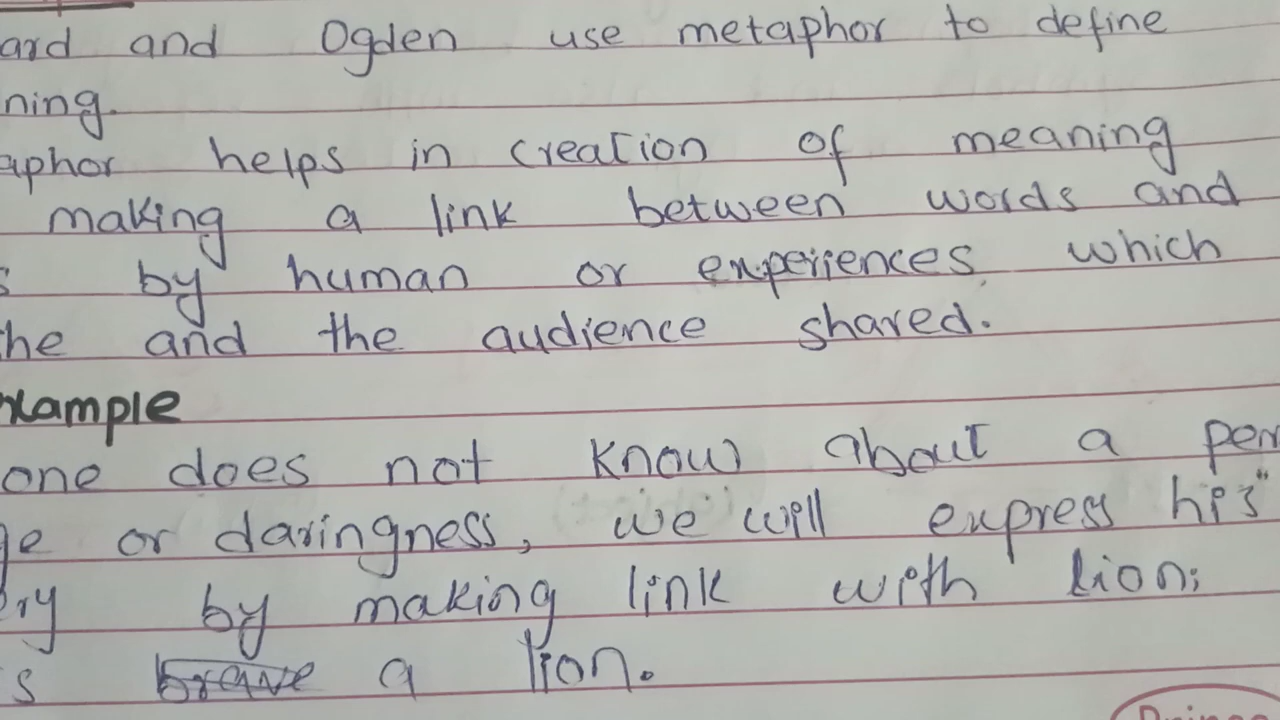 ard and Ogden use metaphor to define
ning.
aphor helps in creation of meaning
making a link between words and
s by human or experiences which
he and the audience shared.
xample
one does not know about a per
ge or daringness, we will express his"
ry by making link with lion;
s a lion.